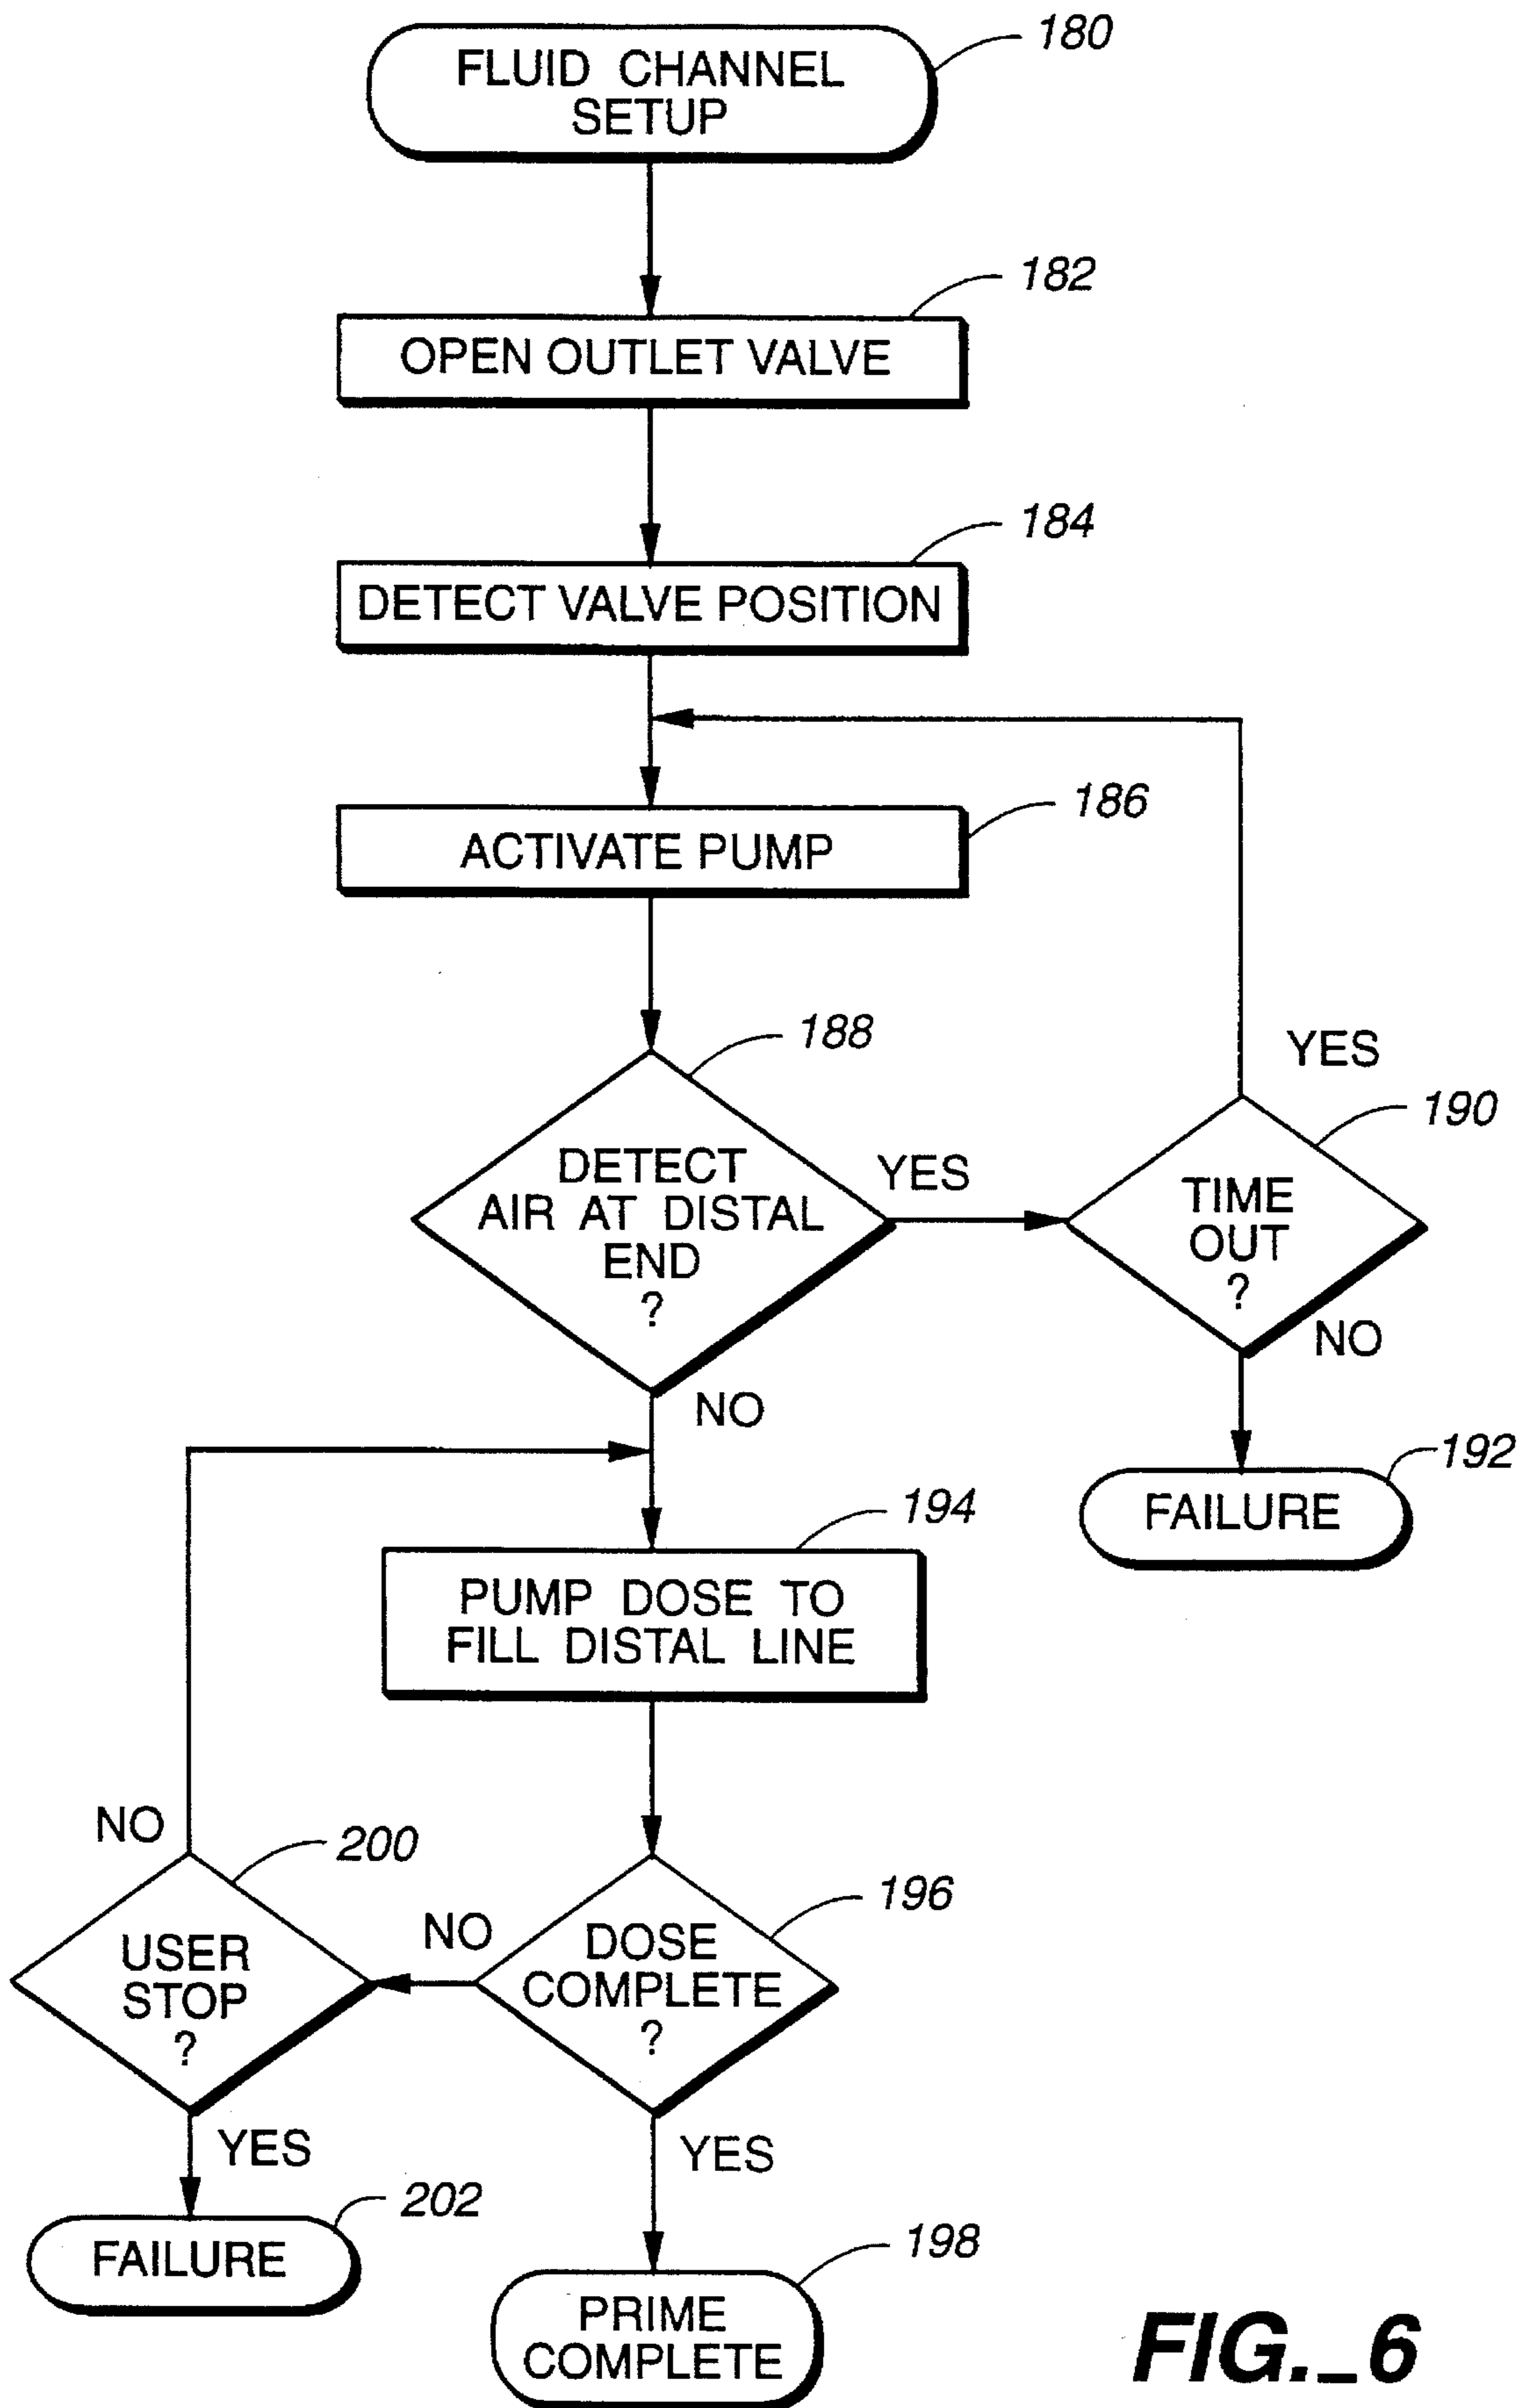 180
FLUID CHANNEL
SETUP
182
OPEN OUTLET VALVE
184
DETECT VALVE POSITION
186
ACTIVATE PUMP
188
DETECT
AIR AT DISTAL
END
?
YES
YES
190
TIME
OUT
?
NO
NO
192
FAILURE
194
PUMP DOSE TO
FILL DISTAL LINE
NO
200
USER
STOP
?
NO
196
DOSE
COMPLETE
?
YES
202
FAILURE
YES
198
PRIME
COMPLETE
FIG._6